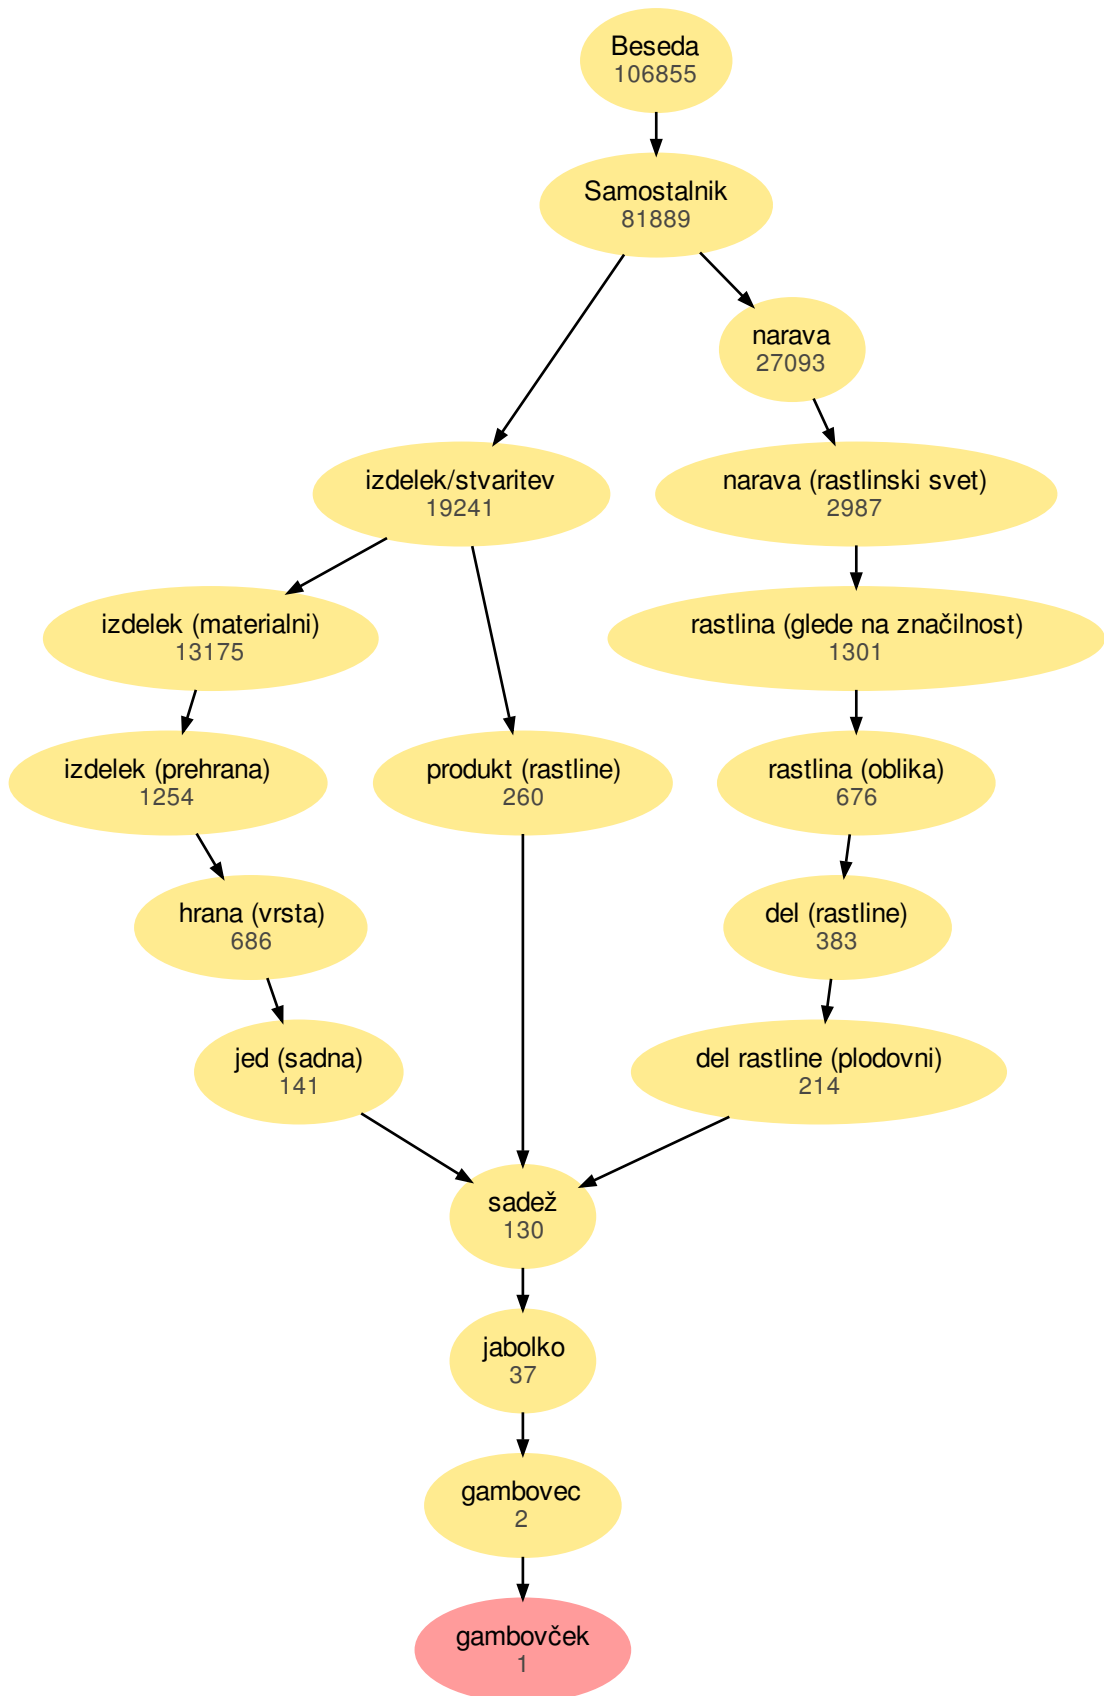 Beseda
106855
Samostalnik
81889
narava
27093
izdelek/stvaritev
19241
narava (rastlinski svet)
2987
izdelek (materialni)
13175
rastlina (glede na značilnost)
1301
izdelek (prehrana)
1254
produkt (rastline)
260
rastlina (oblika)
676
hrana (vrsta)
686
del (rastline)
383
jed (sadna)
141
del rastline (plodovni)
214
sadež
130
jabolko
37
gambovec
2
gambovček
1